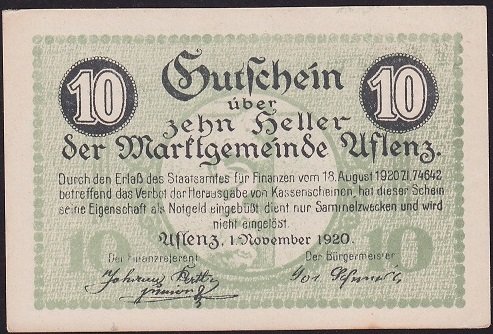 10 Gutschein 10
über
zehn Heller
der Marktgemeinde Aflenz.
Durch den Erlaß des Staatsamtes für Finanzen vom 18. August 1920 Zl. 74642
betreffend das Verbot der Herausgabe von Kassenscheinen, hat dieser Schein
seine Eigenschaft als Notgeld eingebüßt dient nur Sammelzwecken und wird
nicht eingelöst.
Aflenz, 1. November 1920.
10 10
Der Finanzreferent Der Bürgermeister
Johann
junior